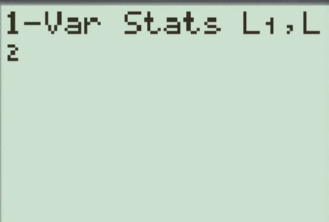 1-Var Stats L₁,L
₂